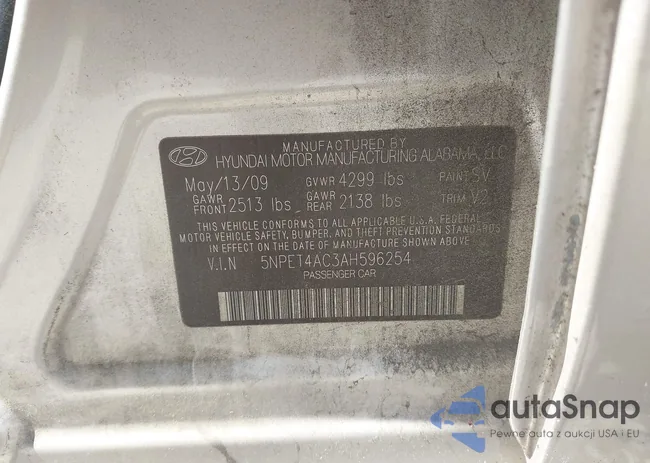 MANUFACTURED BY
HYUNDAI MOTOR MANUFACTURING ALABAMA, LLC
May/13/09 GVWR 4299 lbs PAINT SV
GAWR FRONT 2513 lbs GAWR REAR 2138 lbs TRIM V2
THIS VEHICLE CONFORMS TO ALL APPLICABLE U.S.A. FEDERAL
MOTOR VEHICLE SAFETY, BUMPER, AND THEFT PREVENTION STANDARDS
IN EFFECT ON THE DATE OF MANUFACTURE SHOWN ABOVE.
V.I.N 5NPET4AC3AH596254
PASSENGER CAR
autoSnap
Pewne auta z aukcji USA i EU